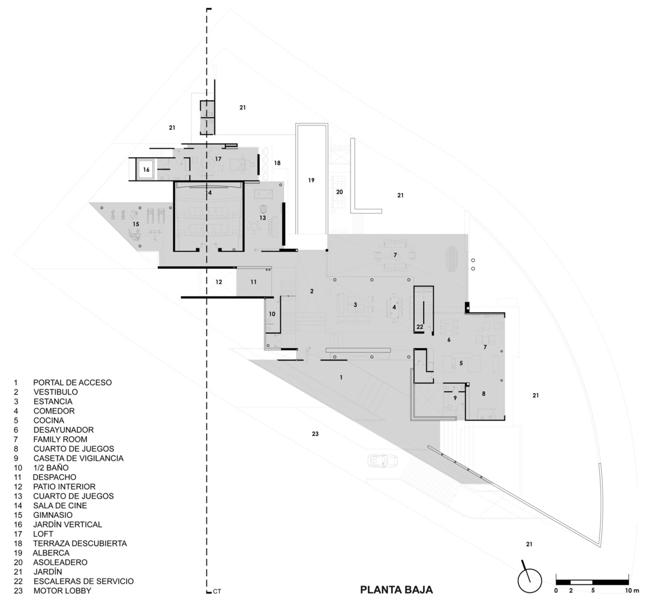 21
21
17
16
18
4
19
20
21
13
15
7
12
11
2
3
4
10
22
6
7
5
1
8
9
21
23
21
1 PORTAL DE ACCESO
2 VESTIBULO
3 ESTANCIA
4 COMEDOR
5 COCINA
6 DESAYUNADOR
7 FAMILY ROOM
8 CUARTO DE JUEGOS
9 CASETA DE VIGILANCIA
10 1/2 BAÑO
11 DESPACHO
12 PATIO INTERIOR
13 CUARTO DE JUEGOS
14 SALA DE CINE
15 GIMNASIO
16 JARDÍN VERTICAL
17 LOFT
18 TERRAZA DESCUBIERTA
19 ALBERCA
20 ASOLEADERO
21 JARDÍN
22 ESCALERAS DE SERVICIO
23 MOTOR LOBBY
CT
PLANTA BAJA
0 2 5 10 m